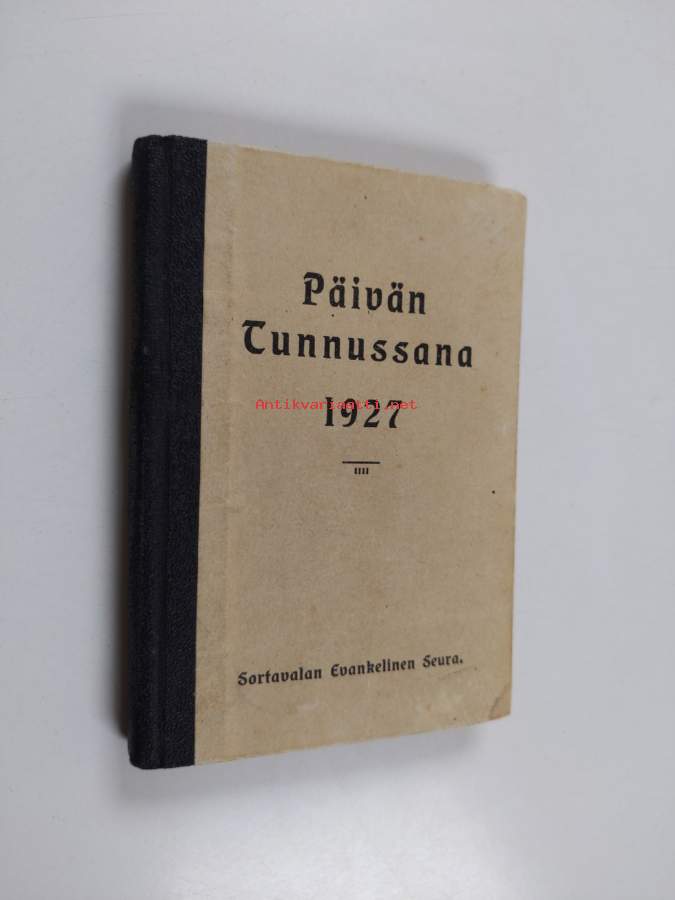 Päivän
Tunnussana
Antikvariaatti.net
1927
Sortavalan Evankelinen Seura.